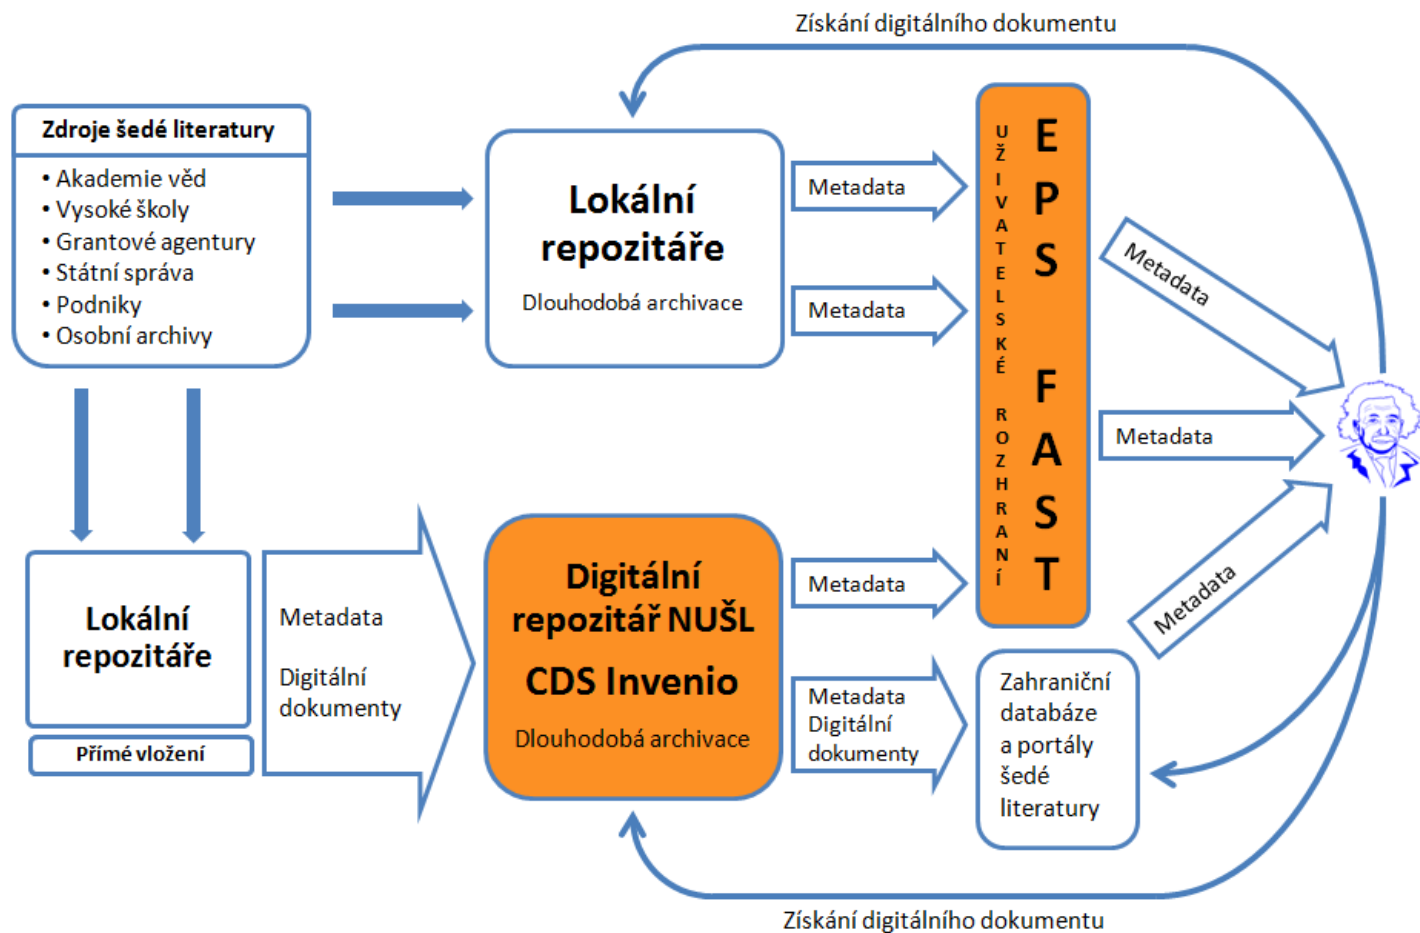 Získání digitálního dokumentu
Zdroje šedé literatury
• Akademie věd
• Vysoké školy
• Grantové agentury
• Státní správa
• Podniky
• Osobní archivy
Lokální
repozitáře
Dlouhodobá archivace
Metadata
Metadata
UŽIVATELSKÉ ROZHRANÍ
EPS FAST
Metadata
Metadata
Metadata
Lokální
repozitáře
Přímé vložení
Metadata
Digitální
dokumenty
Digitální
repozitář NUŠL
CDS Invenio
Dlouhodobá archivace
Metadata
Metadata
Digitální
dokumenty
Zahraniční
databáze
a portály
šedé
literatury
Získání digitálního dokumentu